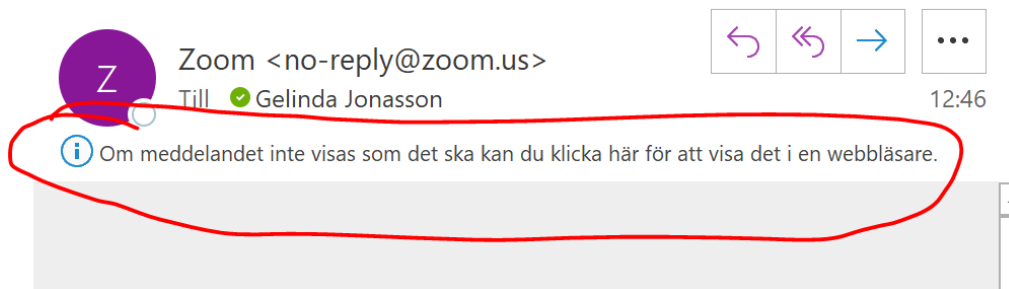 Z
Zoom <no-reply@zoom.us>
Till Gelinda Jonasson
12:46
Om meddelandet inte visas som det ska kan du klicka här för att visa det i en webbläsare.